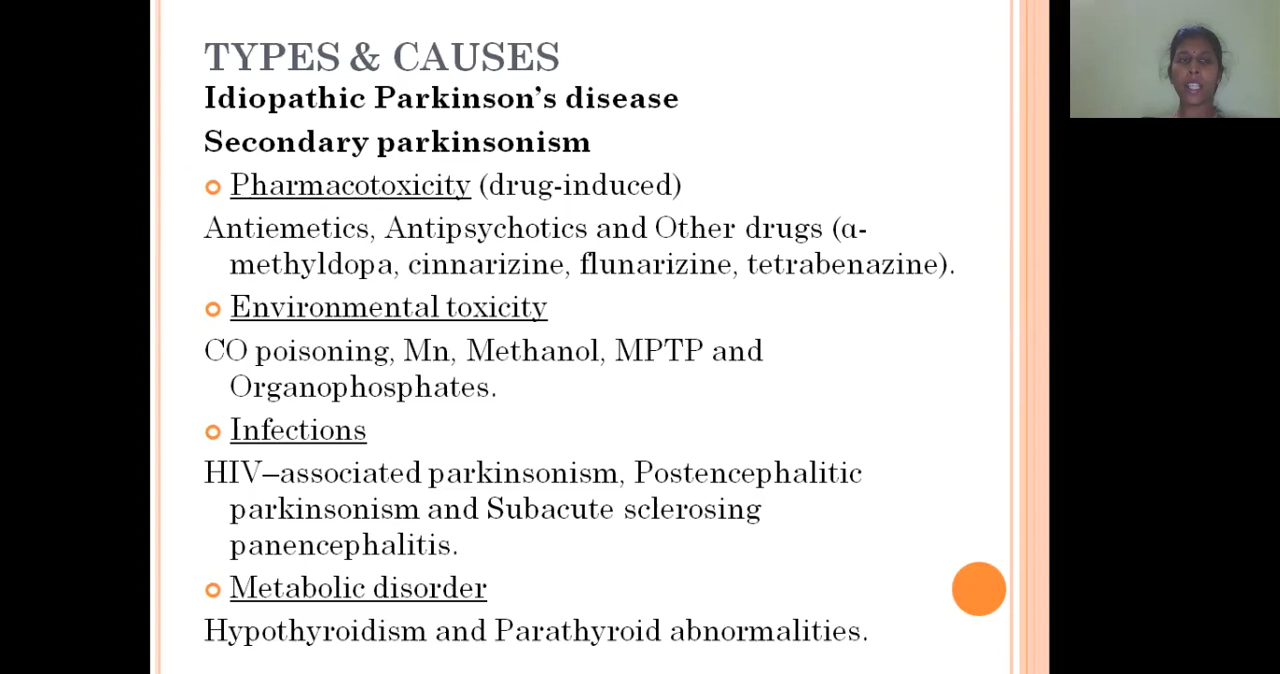 TYPES & CAUSES
Idiopathic Parkinson's disease
Secondary parkinsonism
Pharmacotoxicity (drug-induced)
Antiemetics, Antipsychotics and Other drugs (α-
methyldopa, cinnarizine, flunarizine, tetrabenazine).
Environmental toxicity
CO poisoning, Mn, Methanol, MPTP and
Organophosphates.
Infections
HIV–associated parkinsonism, Postencephalitic
parkinsonism and Subacute sclerosing
panencephalitis.
Metabolic disorder
Hypothyroidism and Parathyroid abnormalities.